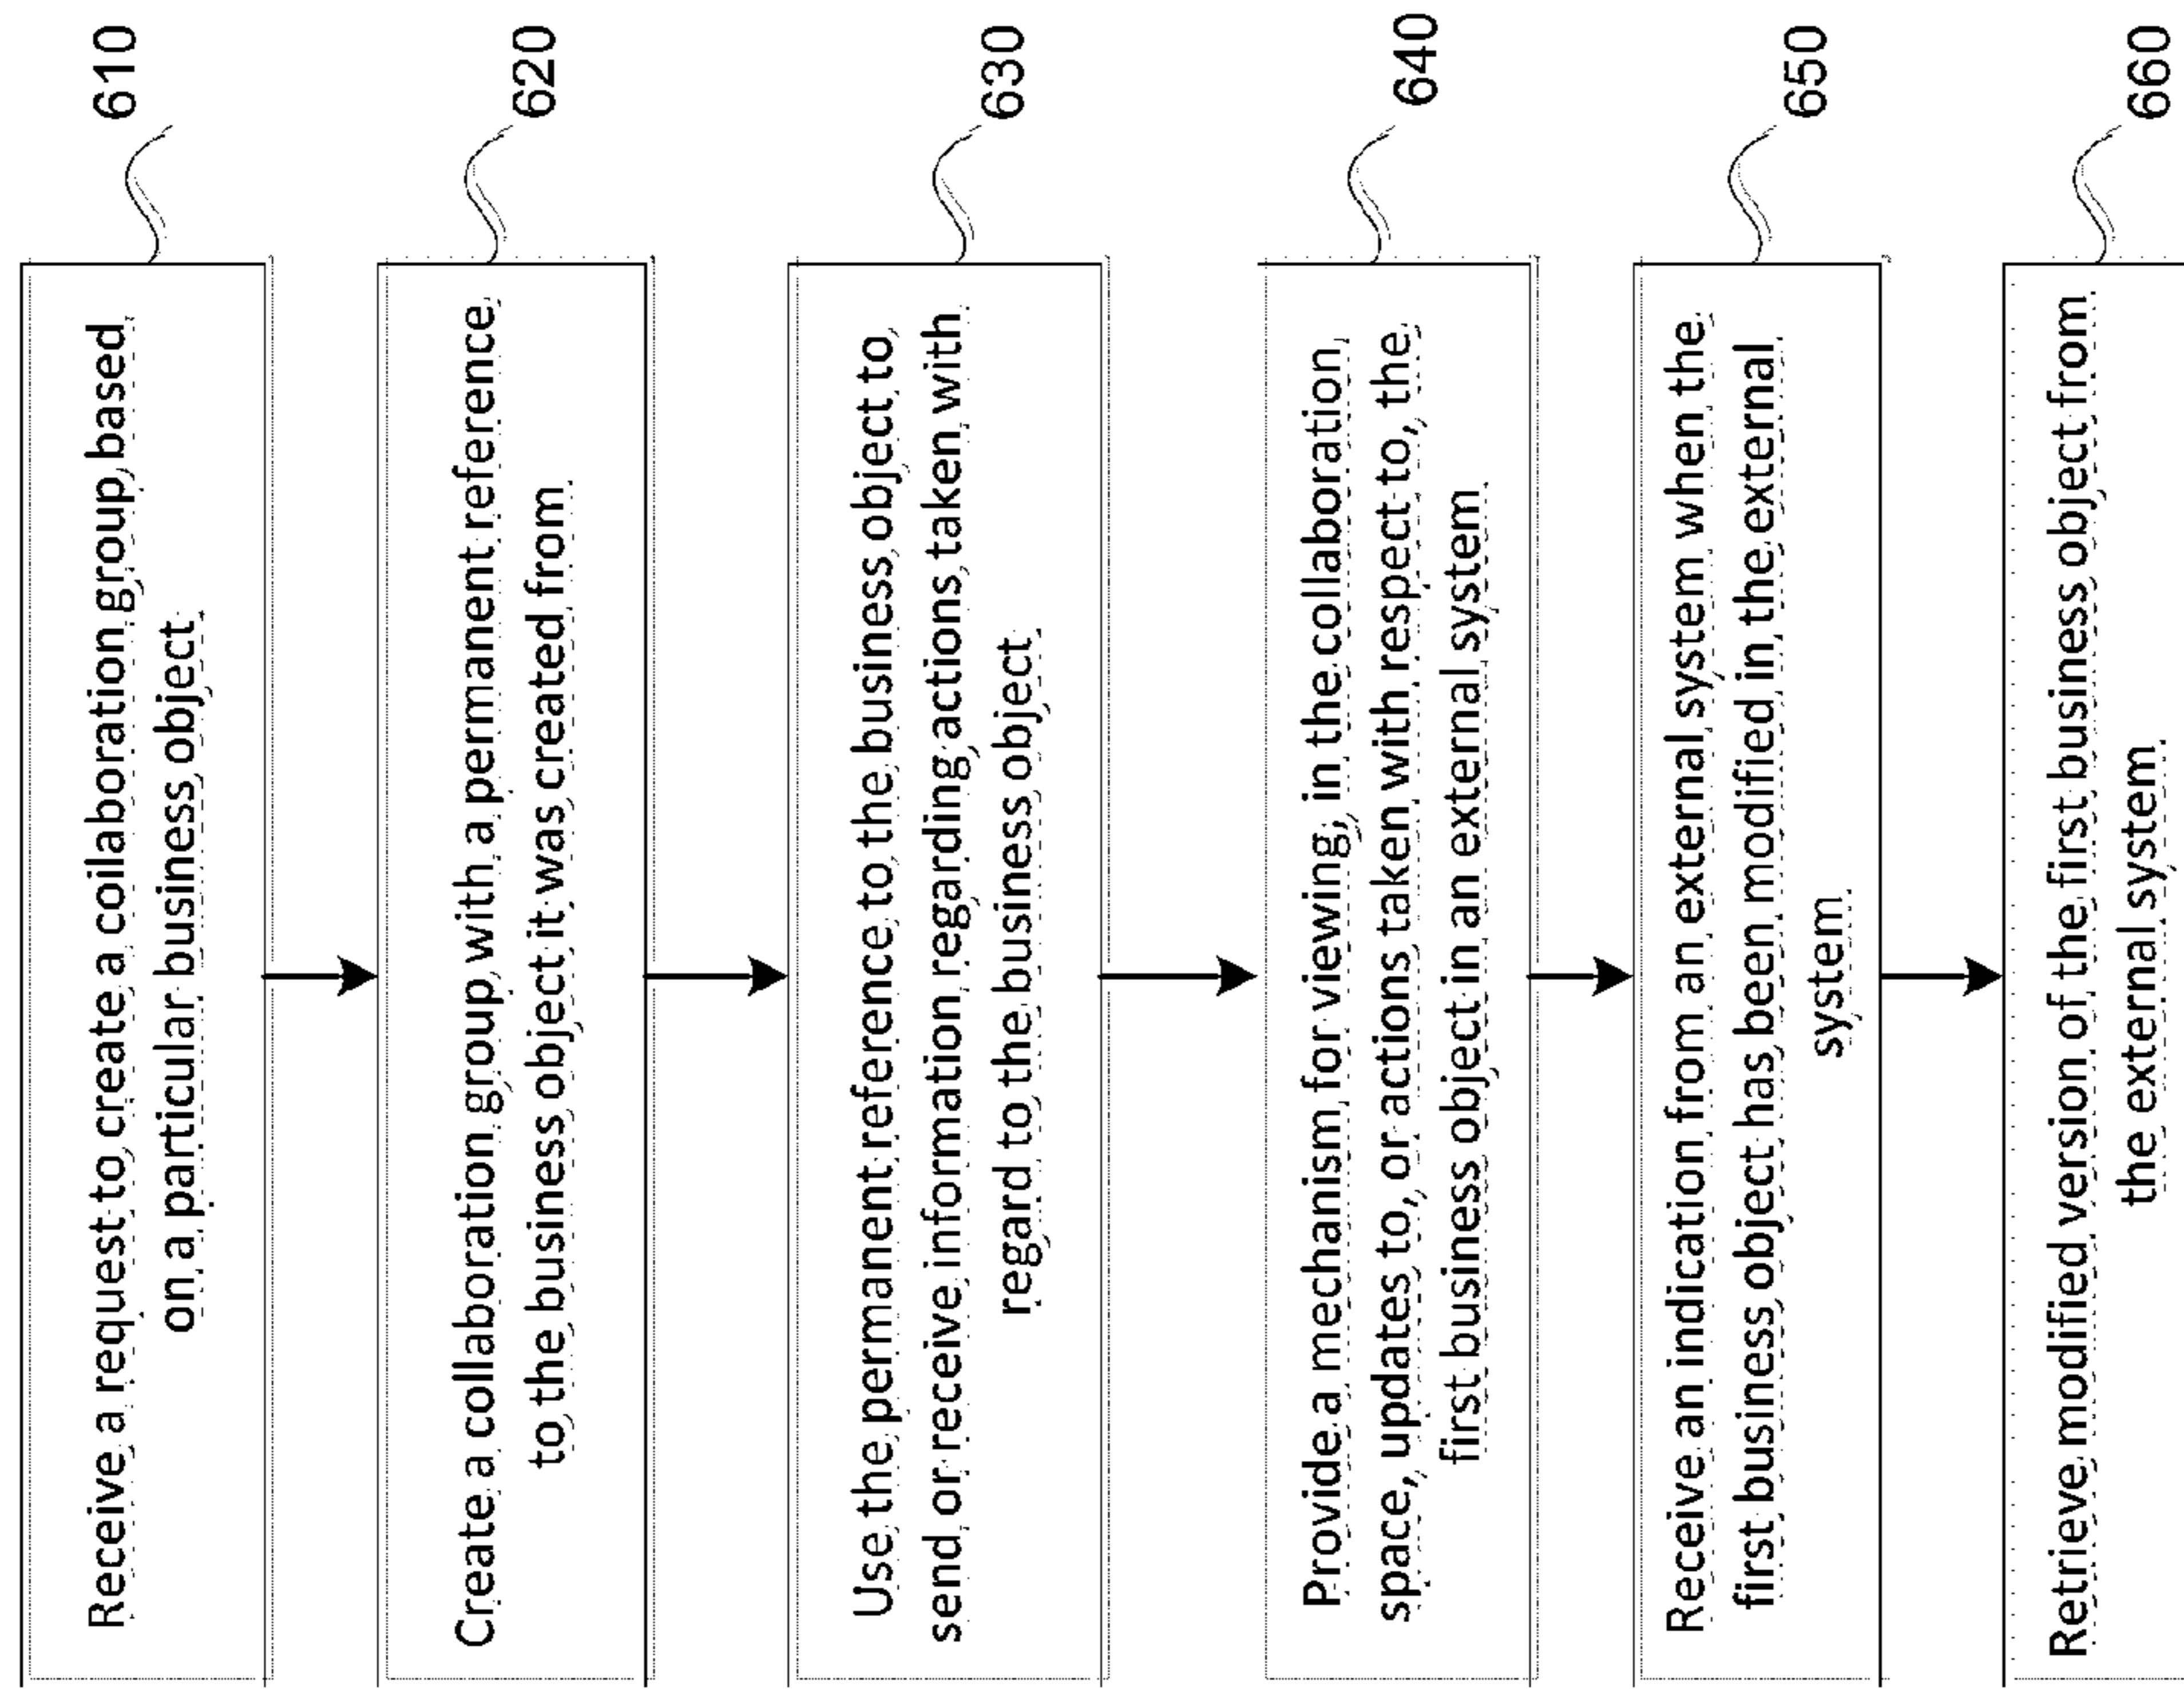 Receive a request to create a collaboration group based
on a particular business object
610
Create a collaboration group with a permanent reference
to the business object it was created from
620
Use the permanent reference to the business object to
send or receive information regarding actions taken with
regard to the business object
630
Provide a mechanism for viewing, in the collaboration
space, updates to, or actions taken with respect to, the
first business object in an external system
640
Receive an indication from an external system when the
first business object has been modified in the external
system
650
Retrieve modified version of the first business object from
the external system
660